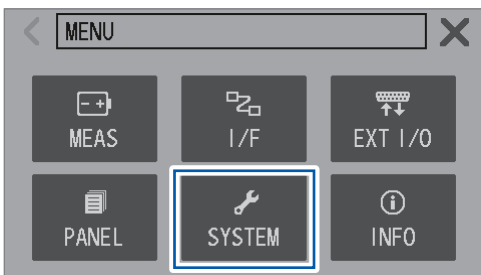 MENU
MEAS
I/F
EXT I/O
PANEL
SYSTEM
INFO